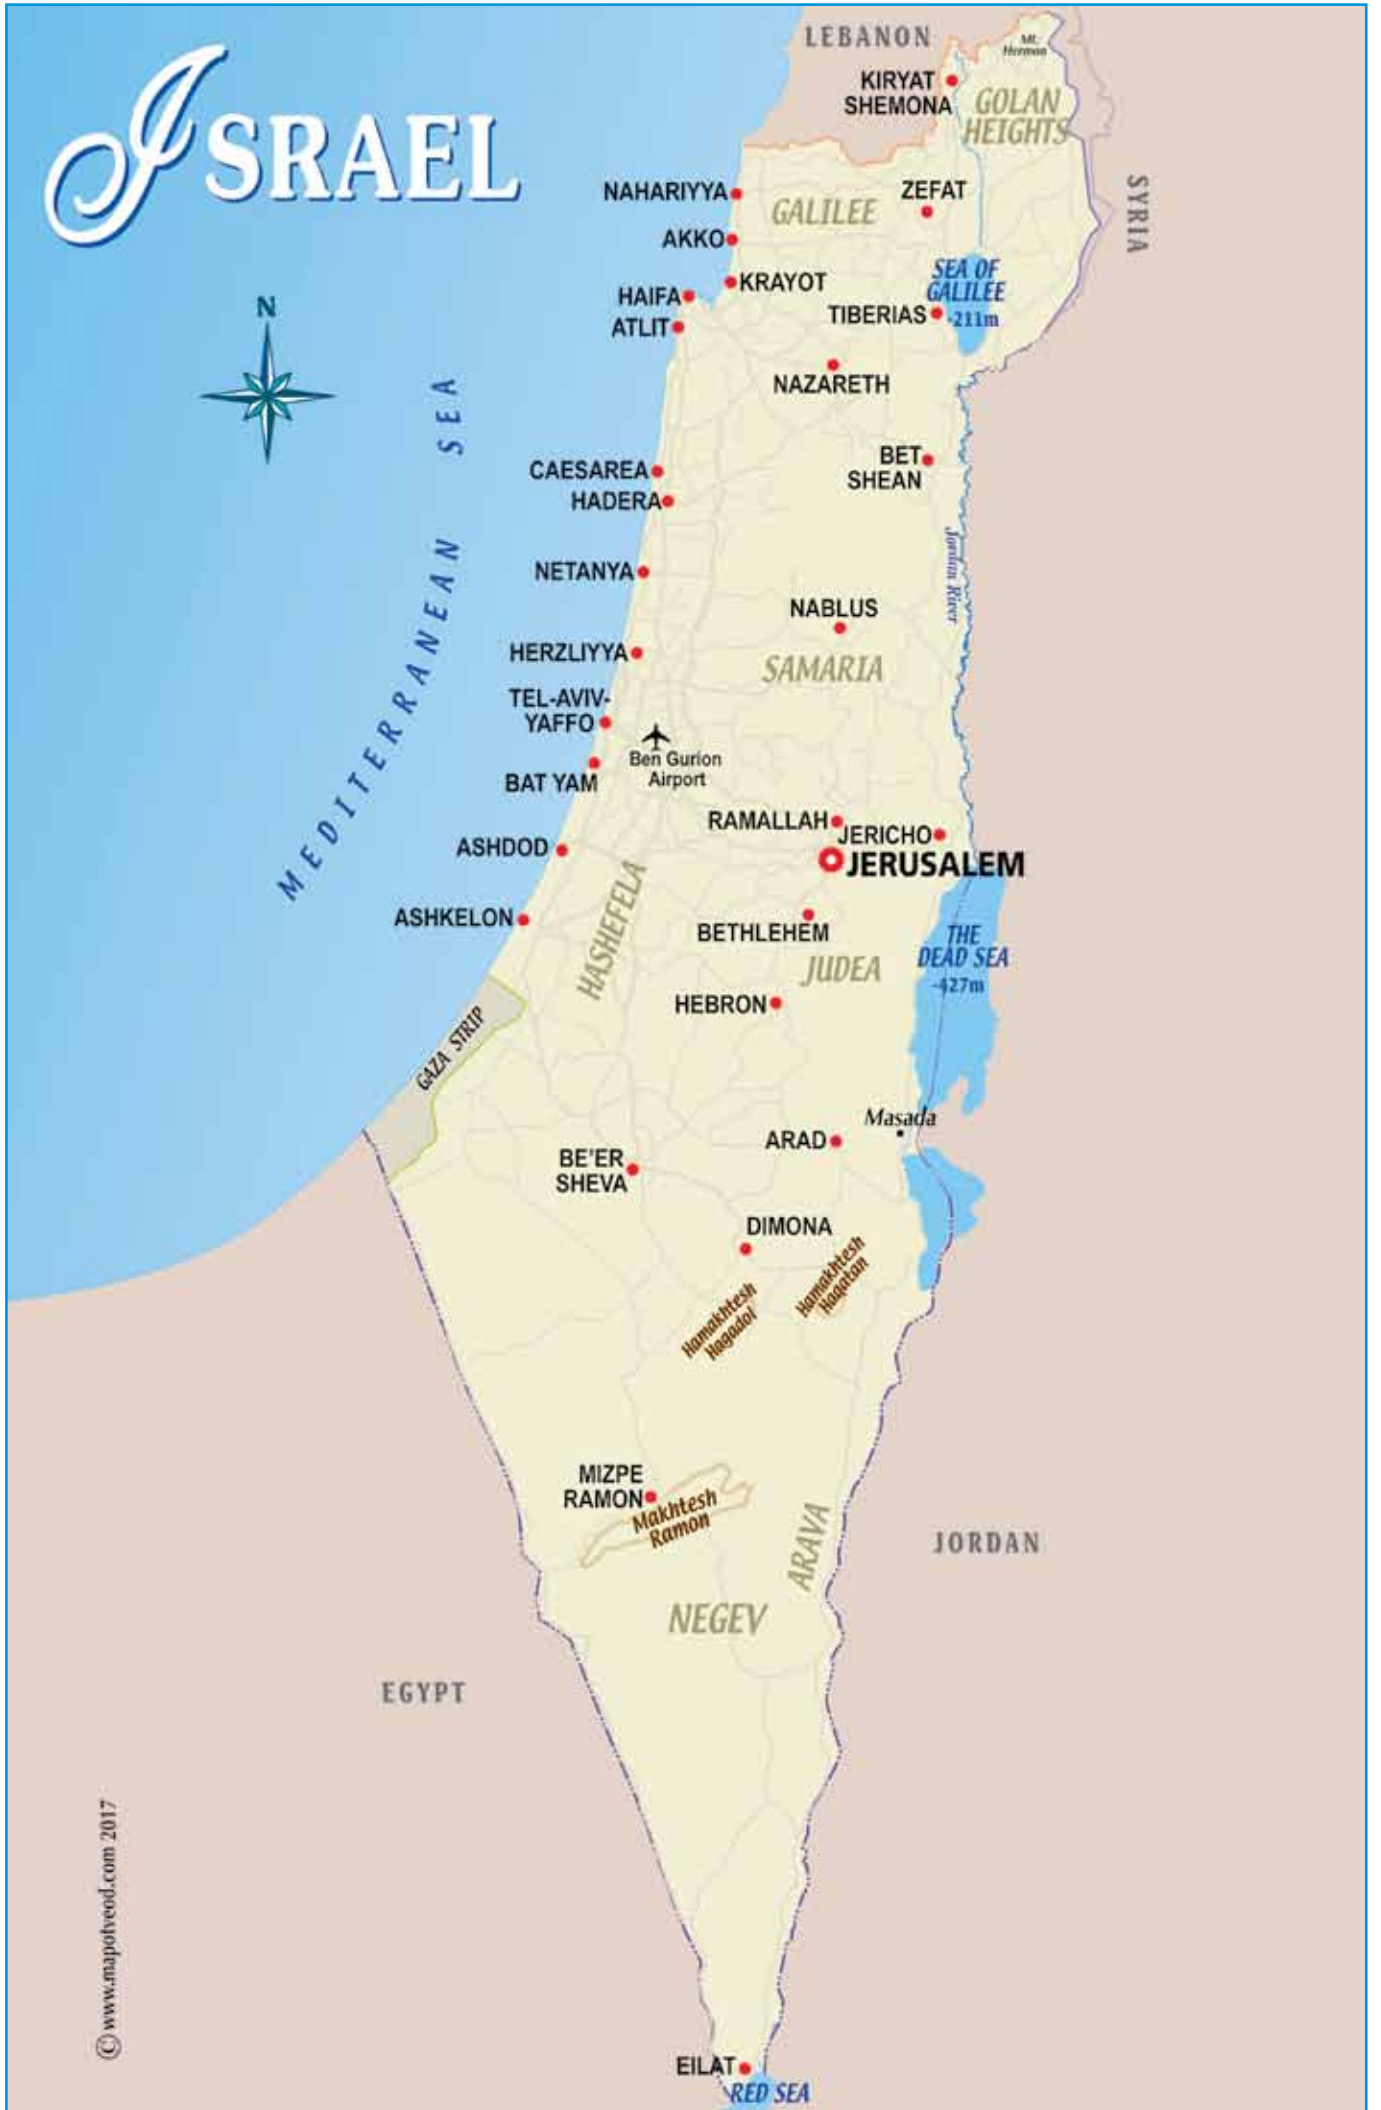 ISRAEL
LEBANON
Mt.
Hermon
KIRYAT
SHEMONA
GOLAN
HEIGHTS
SYRIA
NAHARIYYA
GALILEE
ZEFAT
AKKO
KRAYOT
HAIFA
ATLIT
SEA OF
GALILEE
-211m
TIBERIAS
N
NAZARETH
MEDITERRANEAN SEA
CAESAREA
HADERA
BET
SHEAN
Jordan River
NETANYA
NABLUS
HERZLIYYA
SAMARIA
TEL-AVIV-
YAFFO
Ben Gurion
Airport
BAT YAM
RAMALLAH
JERICHO
ASHDOD
JERUSALEM
HASHEFELA
ASHKELON
BETHLEHEM
JUDEA
THE
DEAD SEA
-427m
HEBRON
GAZA STRIP
Masada
ARAD
BE'ER
SHEVA
DIMONA
Hamakhtesh
Hagadol
Hamakhtesh
Haqatan
MIZPE
RAMON
Makhtesh
Ramon
ARAVA
JORDAN
NEGEV
EGYPT
© www.mapotveod.com 2017
EILAT
RED SEA